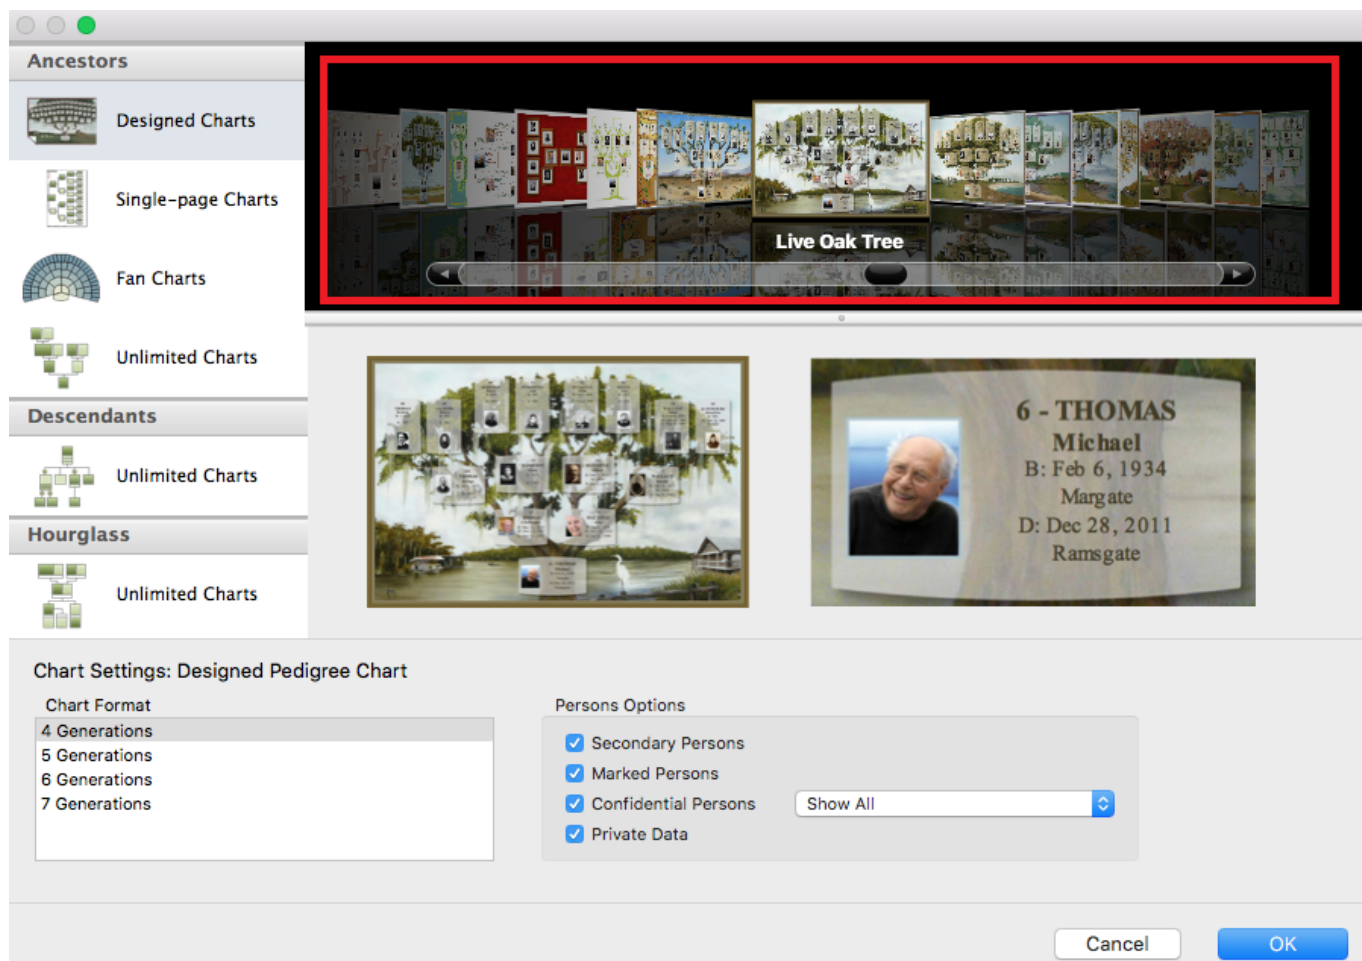 Ancestors
Designed Charts
Single-page Charts
Fan Charts
Unlimited Charts
Descendants
Unlimited Charts
Hourglass
Unlimited Charts
Live Oak Tree
6 - THOMAS
Michael
B: Feb 6, 1934
Margate
D: Dec 28, 2011
Ramsgate
Chart Settings: Designed Pedigree Chart
Chart Format
4 Generations
5 Generations
6 Generations
7 Generations
Persons Options
Secondary Persons
Marked Persons
Confidential Persons Show All
Private Data
Cancel OK